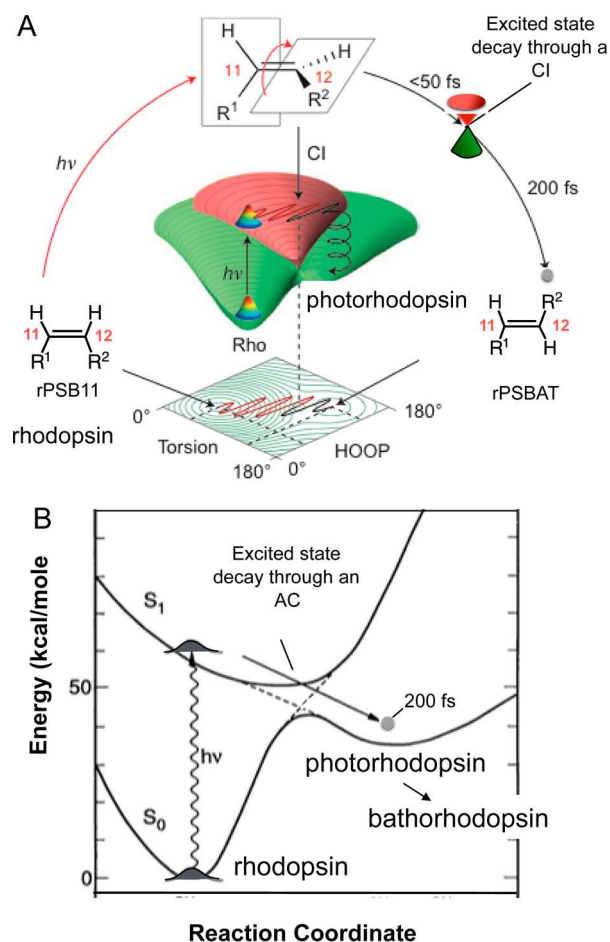 A
Excited state
decay through a
CI
H
H
11
12
R1
R2
<50 fs
hν
CI
200 fs
hν
photorhodopsin
Rho
H H
11 12
R1 R2
rPSB11
rhodopsin
R2
H
11 12
R1
H
rPSBAT
0°
180°
Torsion
HOOP
180°
0°
B
Excited state
decay through an
AC
S1
50
200 fs
photorhodopsin
bathorhodopsin
hν
S0
rhodopsin
0
Energy (kcal/mole)
Reaction Coordinate